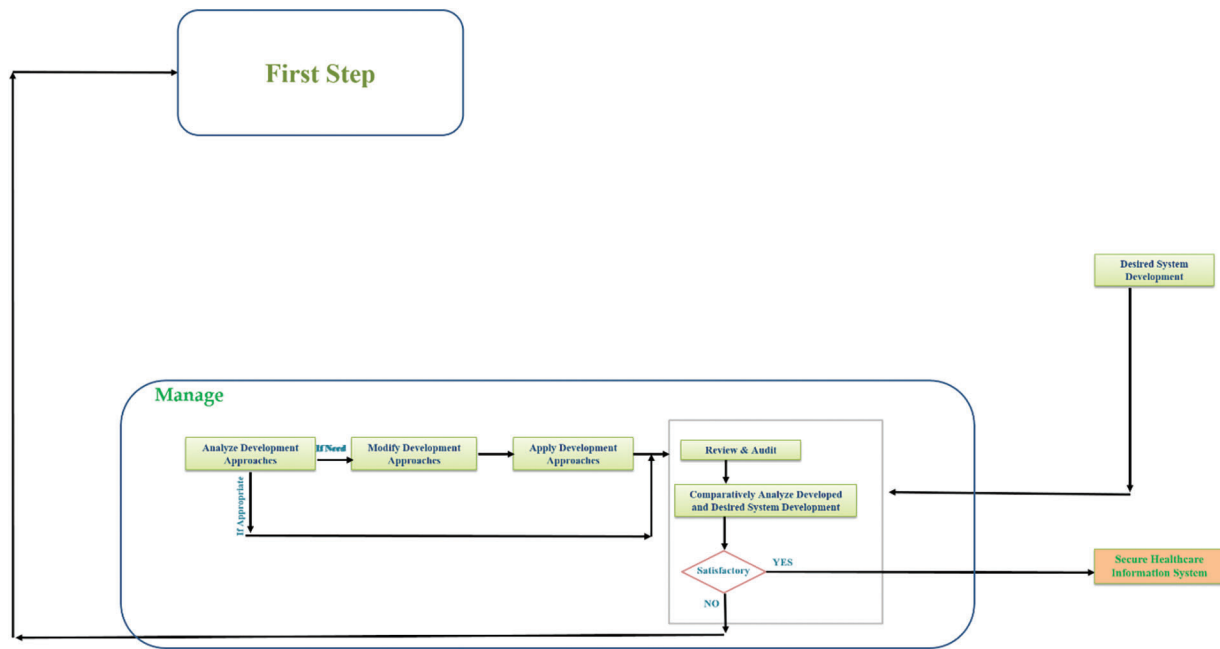 First Step
Desired System
Development
Manage
Analyze Development
Approaches
If Need
Modify Development
Approaches
Apply Development
Approaches
Review & Audit
If Appropriate
Comparatively Analyze Developed
and Desired System Development
Satisfactory
YES
Secure Healthcare
Information System
NO